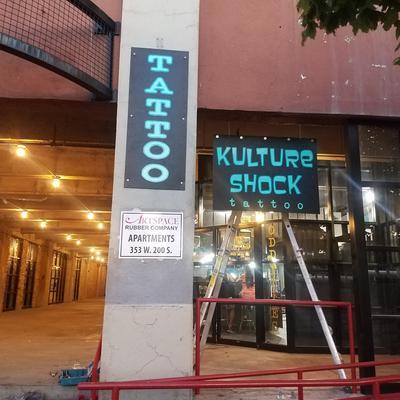 TATTOO
KULTURE
SHOCK
tattoo
ARTSPACE
RUBBER COMPANY
APARTMENTS
353 W. 200 S.